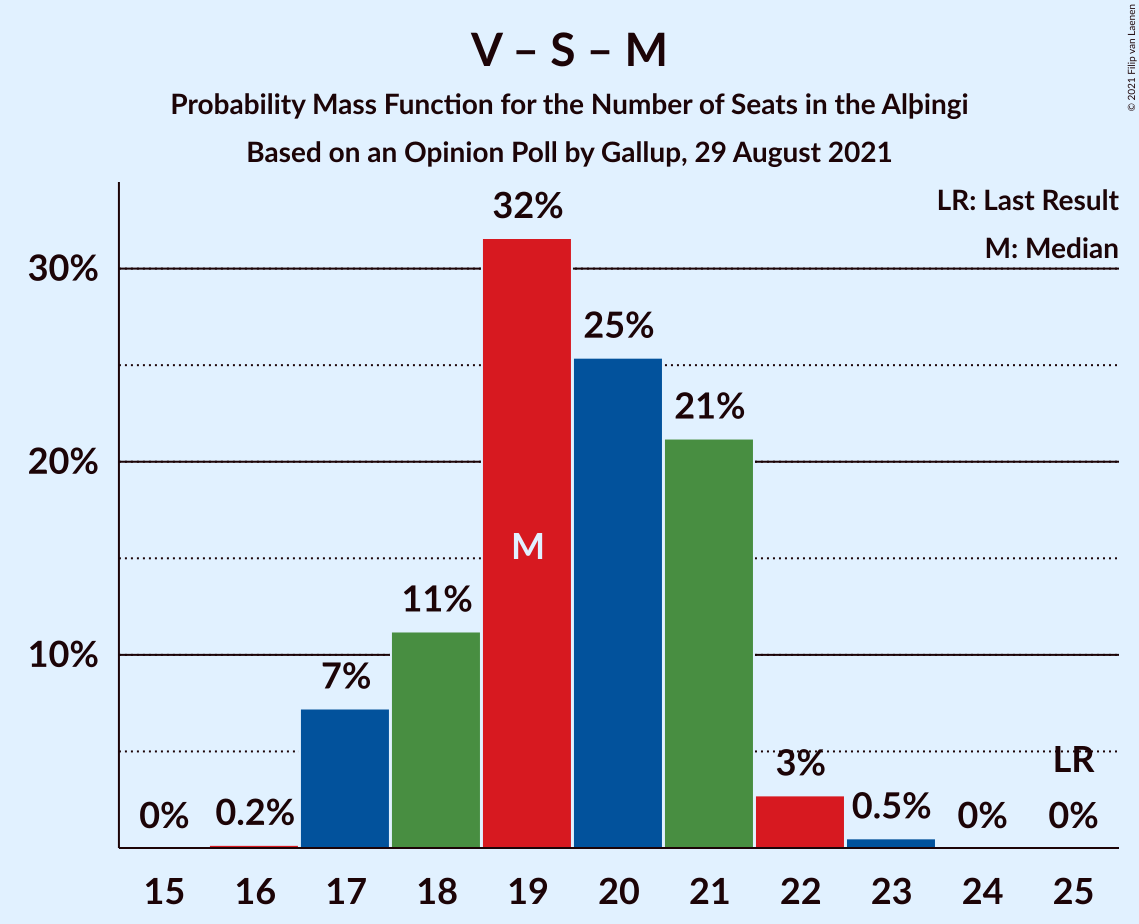 V – S – M
Probability Mass Function for the Number of Seats in the Alþingi
Based on an Opinion Poll by Gallup, 29 August 2021
© 2021 Filip van Laenen
LR: Last Result
M: Median
30%
20%
10%
0%
0.2%
7%
11%
32%
M
25%
21%
3%
0.5%
0%
LR
0%
15 16 17 18 19 20 21 22 23 24 25